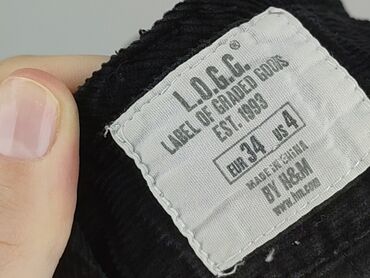 L.O.G.G.®
LABEL OF GRADED GOODS
EST. 1993
EUR 34 US 4
MADE IN CHINA
BY H&M
www.hm.com